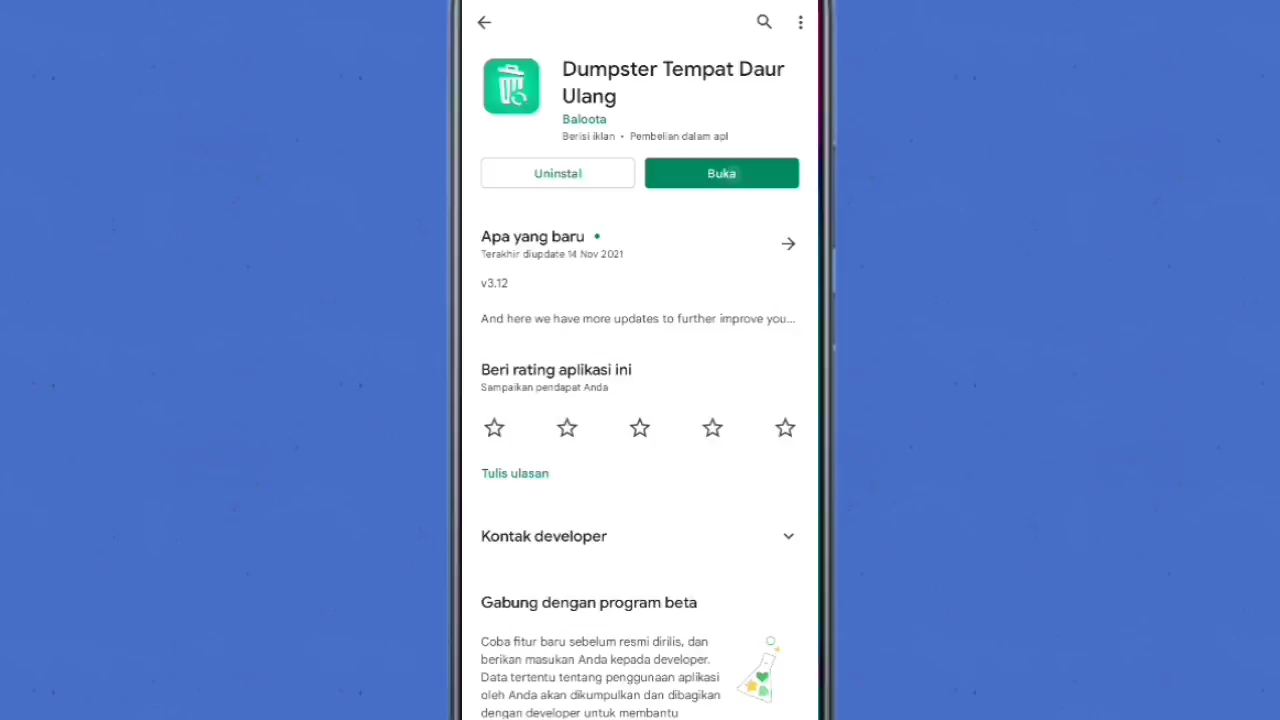 Dumpster Tempat Daur
Ulang
Baloota
Berisi iklan • Pembelian dalam apl
Uninstal
Buka
Apa yang baru •
Terakhir diupdate 14 Nov 2021
v3.12
And here we have more updates to further improve you...
Beri rating aplikasi ini
Sampaikan pendapat Anda
Tulis ulasan
Kontak developer
Gabung dengan program beta
Coba fitur baru sebelum resmi dirilis, dan
berikan masukan Anda kepada developer.
Data tertentu tentang penggunaan aplikasi
oleh Anda akan dikumpulkan dan dibagikan
dengan developer untuk membantu